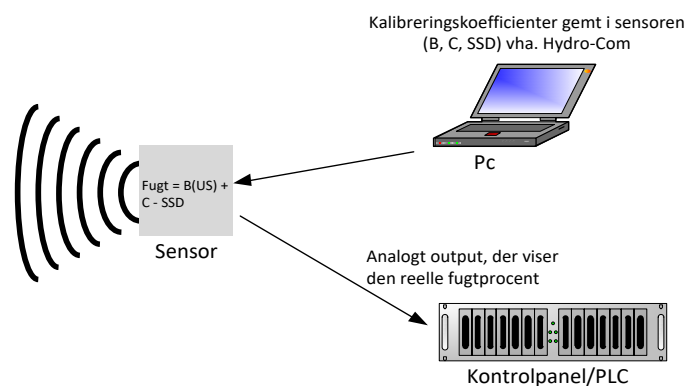 Kalibreringskoefficienter gemt i sensoren
(B, C, SSD) vha. Hydro-Com
Pc
Fugt = B(US) +
C - SSD
Sensor
Analogt output, der viser
den reelle fugtprocent
Kontrolpanel/PLC